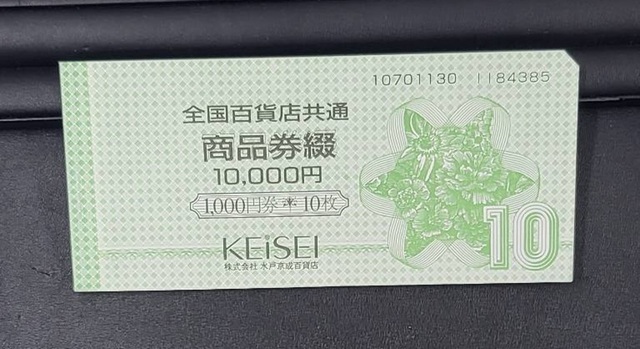 10701130 1184385
全国百貨店共通
商品券綴
10,000円
1,000円券＊10枚
KEiSEI
株式会社 水戸京成百貨店
10